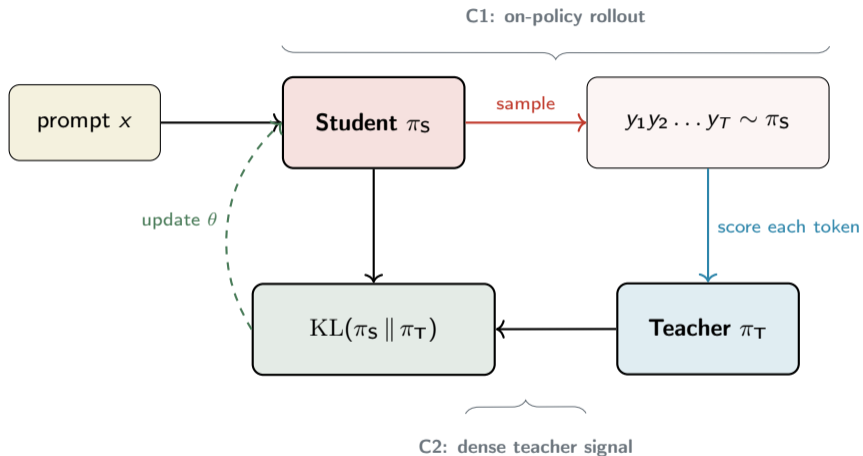 C1: on-policy rollout
prompt x
Student π_S
sample
y₁y₂ … y_T ∼ π_S
update θ
score each token
KL(π_S ∥ π_T)
Teacher π_T
C2: dense teacher signal